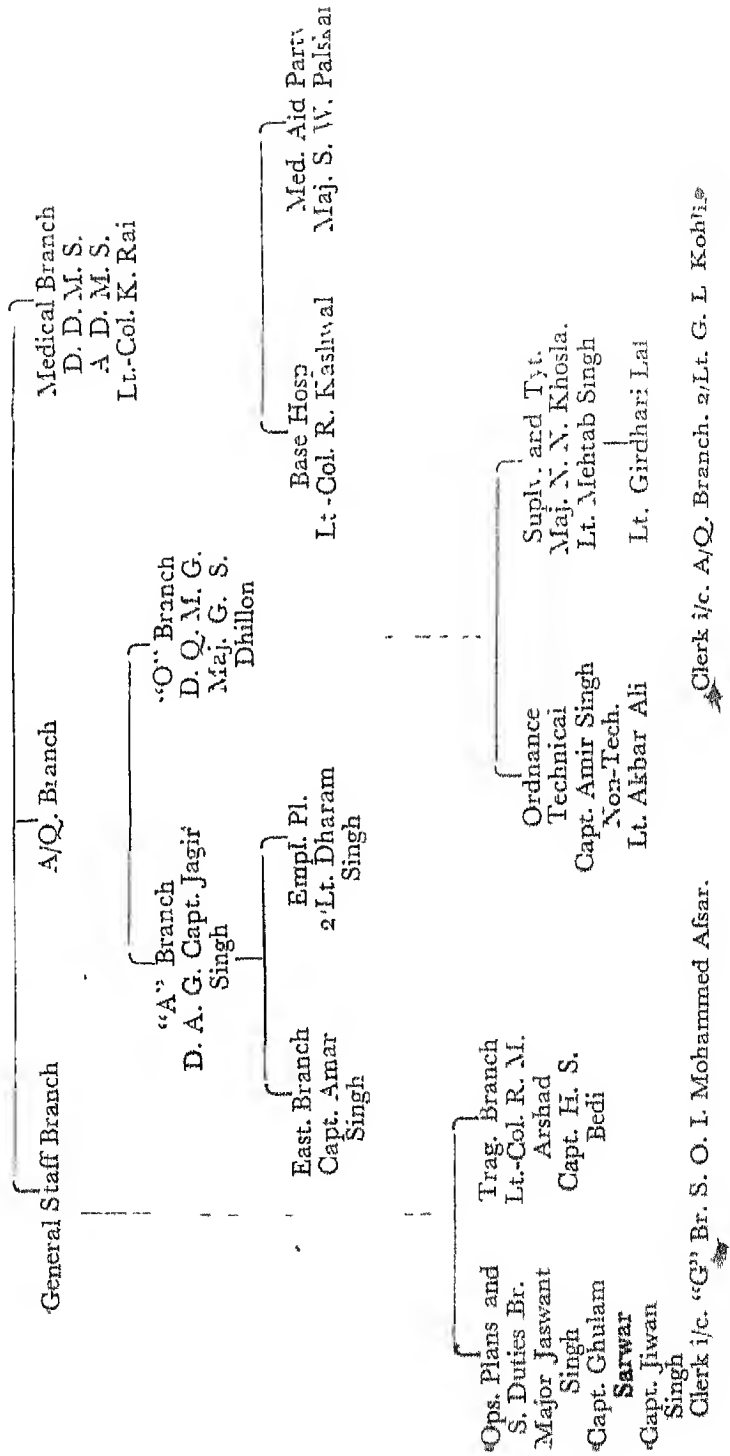 General Staff Branch
A/Q. Branch
Medical Branch
D. D. M. S.
A D. M. S.
Lt.-Col. K. Rai
"A" Branch
D. A. G. Capt. Jagir
Singh
"O" Branch
D. Q. M. G.
Maj. G. S.
Dhillon
Base Hosp
Lt -Col. R. Kashwal
Med. Aid Party
Maj. S. W. Palskar
East. Branch
Capt. Amar
Singh
Empl. Pl.
2'Lt. Dharam
Singh
Ops. Plans and
S. Duties Br.
Major Jaswant
Singh
Capt. Ghulam
Sarwar
Capt. Jiwan
Singh
Trag. Branch
Lt.-Col. R. M.
Arshad
Capt. H. S.
Bedi
Ordnance
Technical
Capt. Amir Singh
Non-Tech.
Lt. Akbar Ali
Suply. and Tyt.
Maj. N. N. Khosla.
Lt. Mehtab Singh
Lt. Girdhari Lal
Clerk i/c. "G" Br. S. O. I. Mohammed Afsar.
Clerk i/c. A/Q. Branch. 2/Lt. G. L Kohli